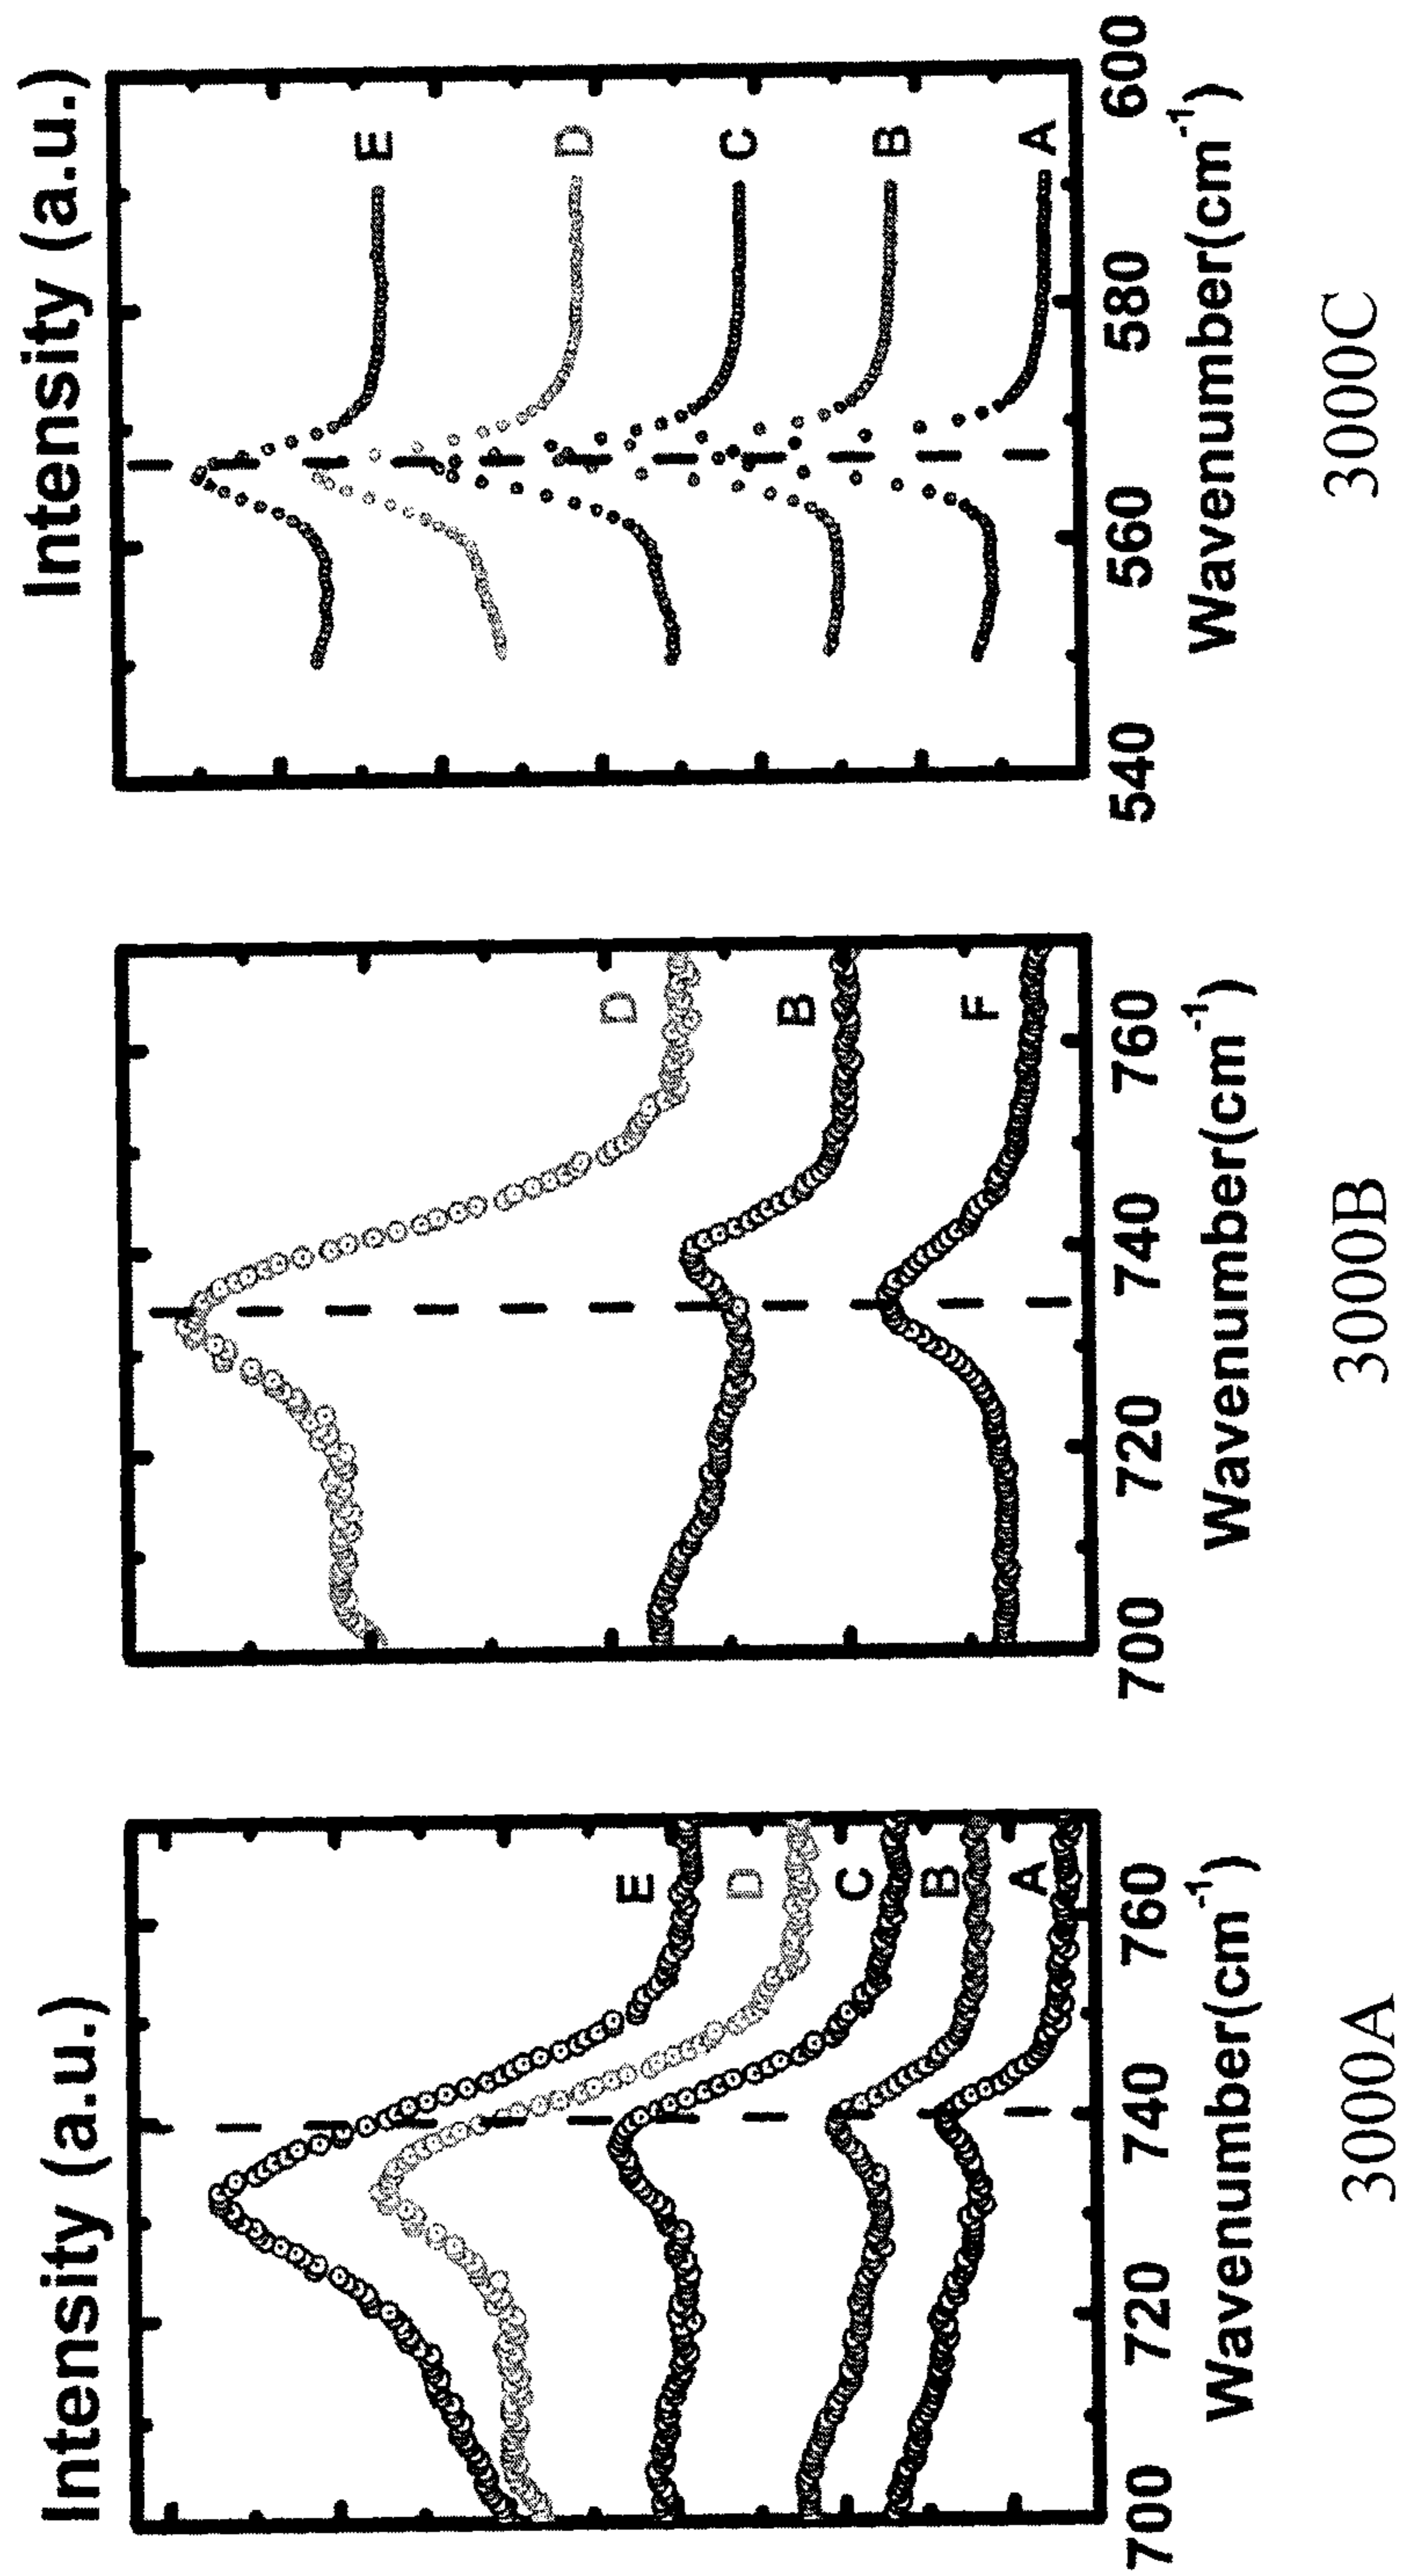 Intensity (a.u.)
E
D
C
B
A
700
720
740
760
Wavenumber(cm⁻¹)
3000A
D
B
F
700
720
740
760
Wavenumber(cm⁻¹)
3000B
Intensity (a.u.)
E
D
C
B
A
540
560
580
600
Wavenumber(cm⁻¹)
3000C